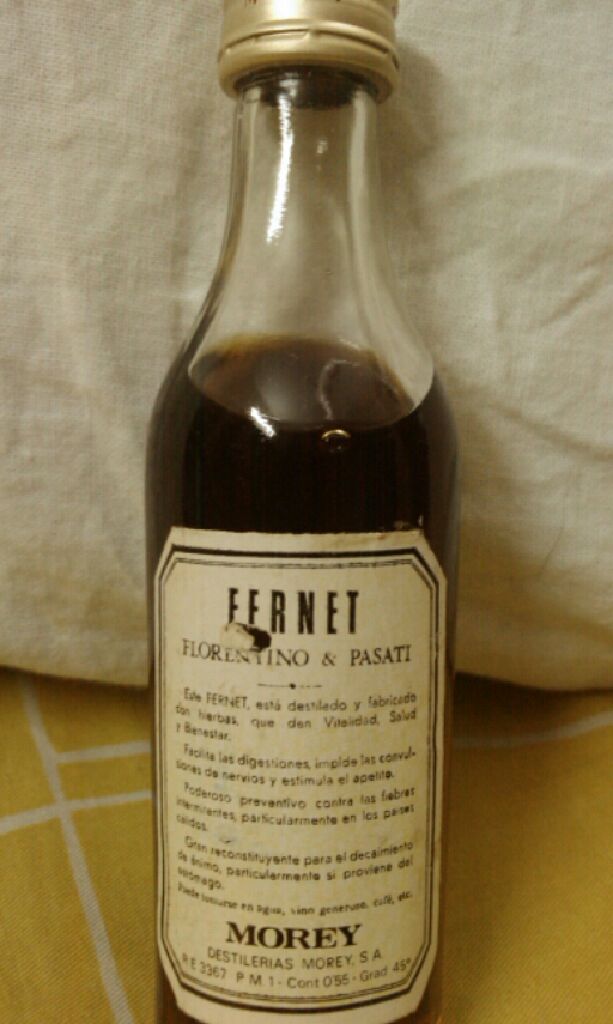 FERNET
FLORENTINO & PASATI
Este FERNET, está destilado y fabricado
con hierbas, que dan Vitalidad, Salud
y Bienestar.
Facilita las digestiones, impide las convul-
siones de nervios y estimula el apetito.
Poderoso preventivo contra las fiebres
intermitentes, particularmente en los países
cálidos.
Gran reconstituyente para el decaimiento
de ánimo, particularmente si proviene del
estómago.
Puede tomarse en agua, vino generoso, café, etc.
MOREY
DESTILERIAS MOREY, S.A.
R.E. 3367 P M 1 - Cont 0'55 - Grad 45°